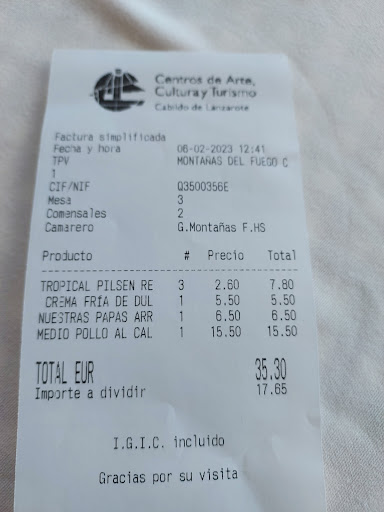 Centros de Arte,
Cultura y Turismo
Cabildo de Lanzarote
Factura simplificada
Fecha y hora 06-02-2023 12:41
TPV MONTAÑAS DEL FUEGO C
1
CIF/NIF Q3500356E
Mesa 3
Comensales 2
Camarero G.Montañas F.HS
Producto # Precio Total
TROPICAL PILSEN RE 3 2.60 7.80
CREMA FRÍA DE DUL 1 5.50 5.50
NUESTRAS PAPAS ARR 1 6.50 6.50
MEDIO POLLO AL CAL 1 15.50 15.50
TOTAL EUR 35.30
Importe a dividir 17.65
I.G.I.C. incluido
Gracias por su visita